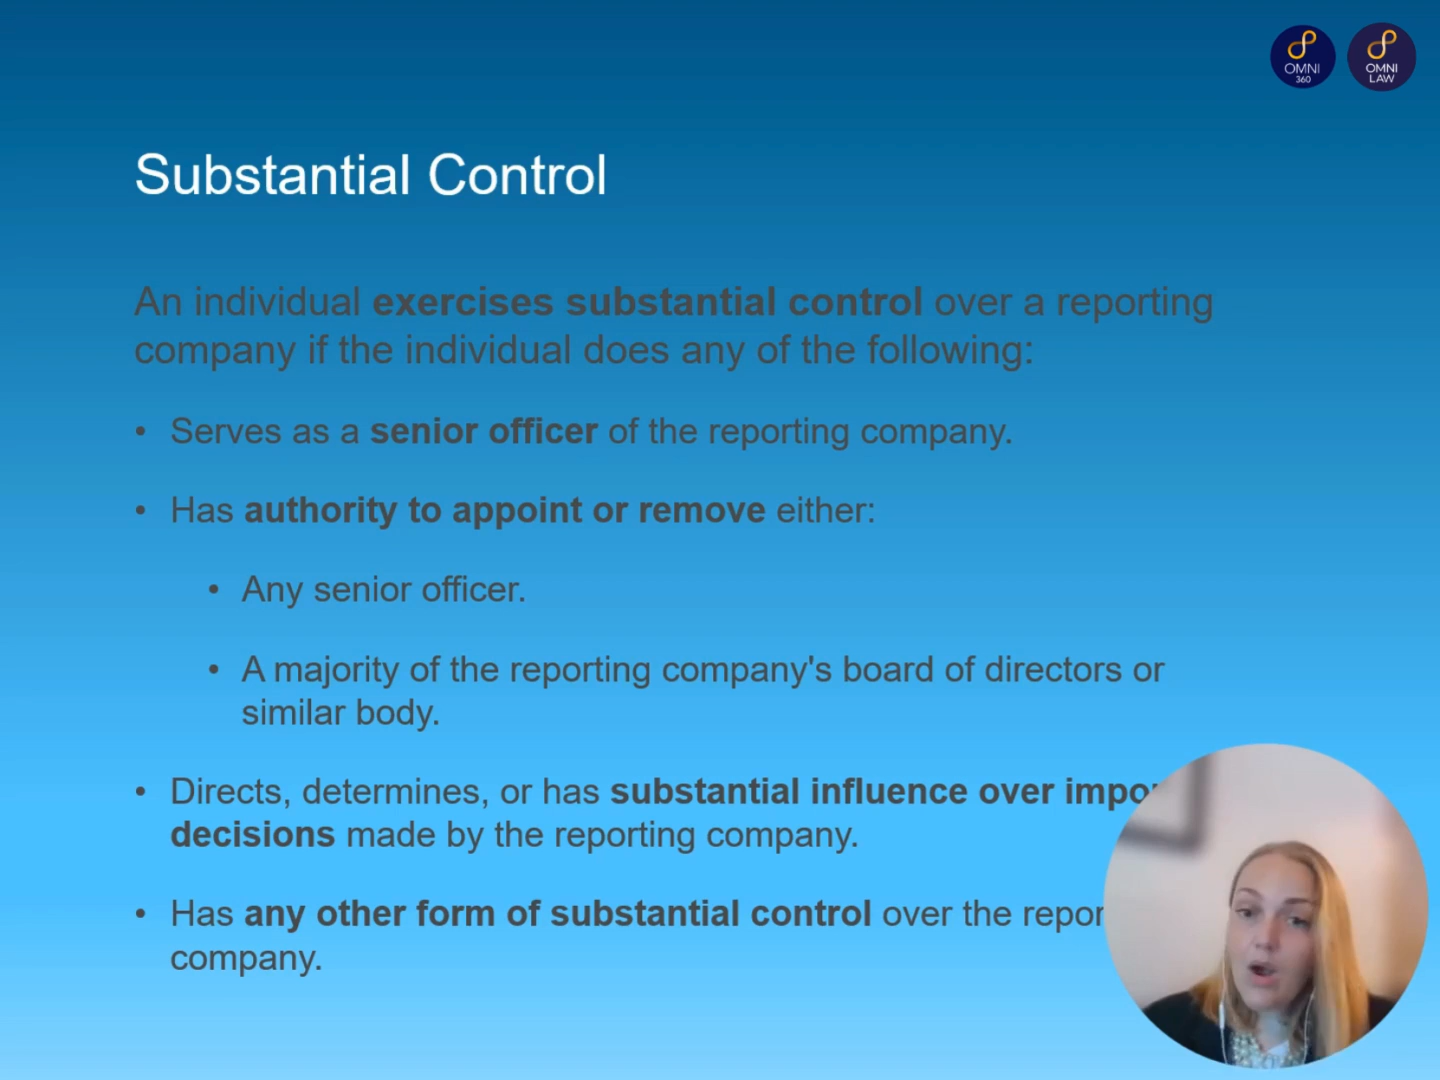 OMNI
360
OMNI
LAW
Substantial Control
An individual exercises substantial control over a reporting
company if the individual does any of the following:
• Serves as a senior officer of the reporting company.
• Has authority to appoint or remove either:
• Any senior officer.
• A majority of the reporting company's board of directors or
similar body.
• Directs, determines, or has substantial influence over
decisions made by the reporting company.
• Has any other form of substantial control over the
company.